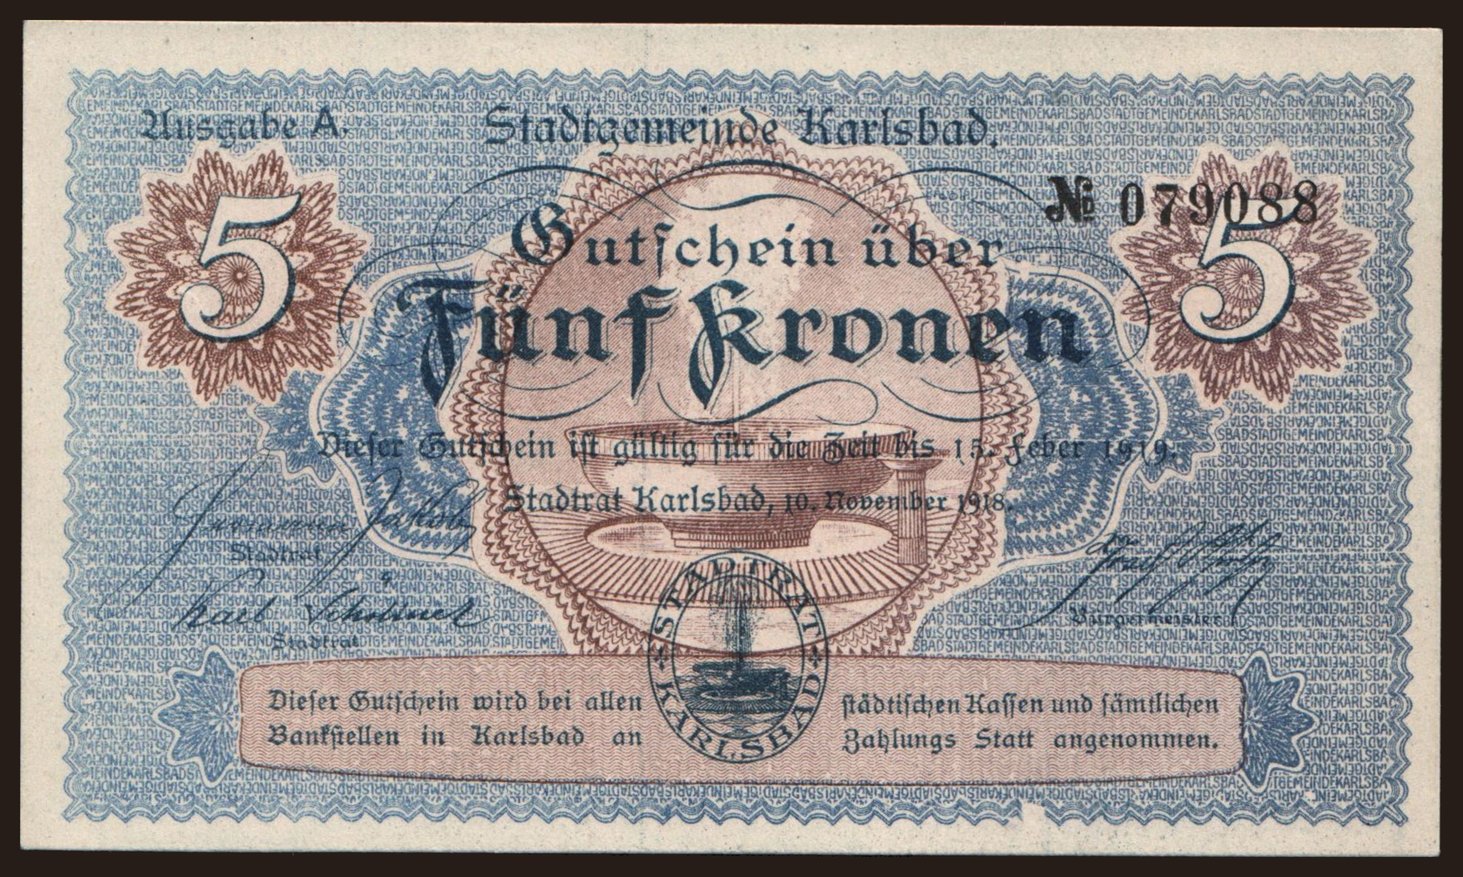 Ausgabe A.
Stadtgemeinde Karlsbad.
№ 079088
5
5
Gutschein über
Fünf Kronen
Dieser Gutschein ist gültig für die Zeit bis 15. Feber 1919.
Stadtrat Karlsbad, 10. November 1918.
Stadtrat
Karl
Stadtrat
Josef
Bürgermeister
STADTRAT
KARLSBAD
Dieser Gutschein wird bei allen städtischen Kassen und sämtlichen
Bankstellen in Karlsbad an Zahlungs Statt angenommen.